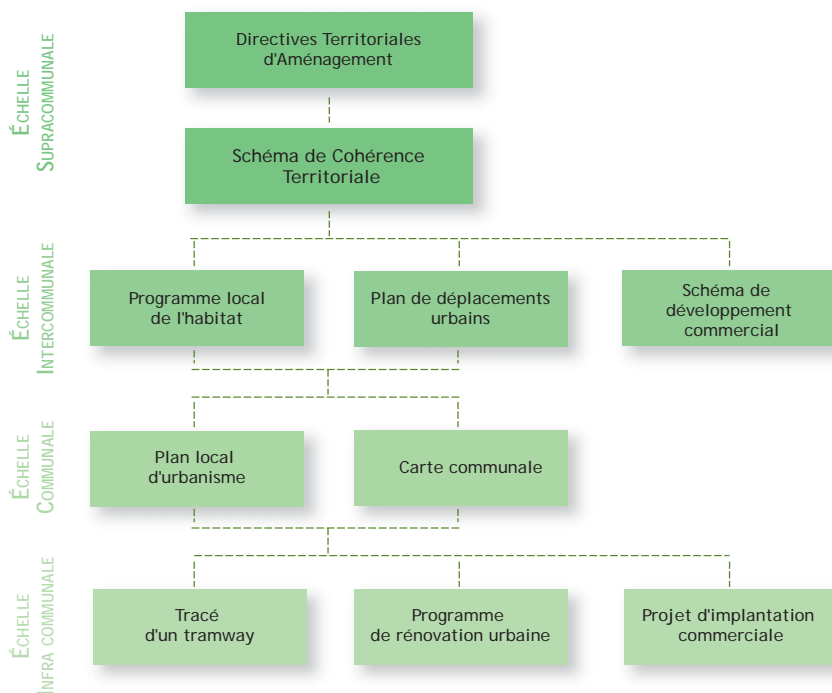 ÉCHELLE
SUPRACOMMUNALE
Directives Territoriales
d'Aménagement
Schéma de Cohérence
Territoriale
ÉCHELLE
INTERCOMMUNALE
Programme local
de l'habitat
Plan de déplacements
urbains
Schéma de
développement
commercial
ÉCHELLE
COMMUNALE
Plan local
d'urbanisme
Carte communale
ÉCHELLE
INFRA COMMUNALE
Tracé
d'un tramway
Programme
de rénovation urbaine
Projet d'implantation
commerciale